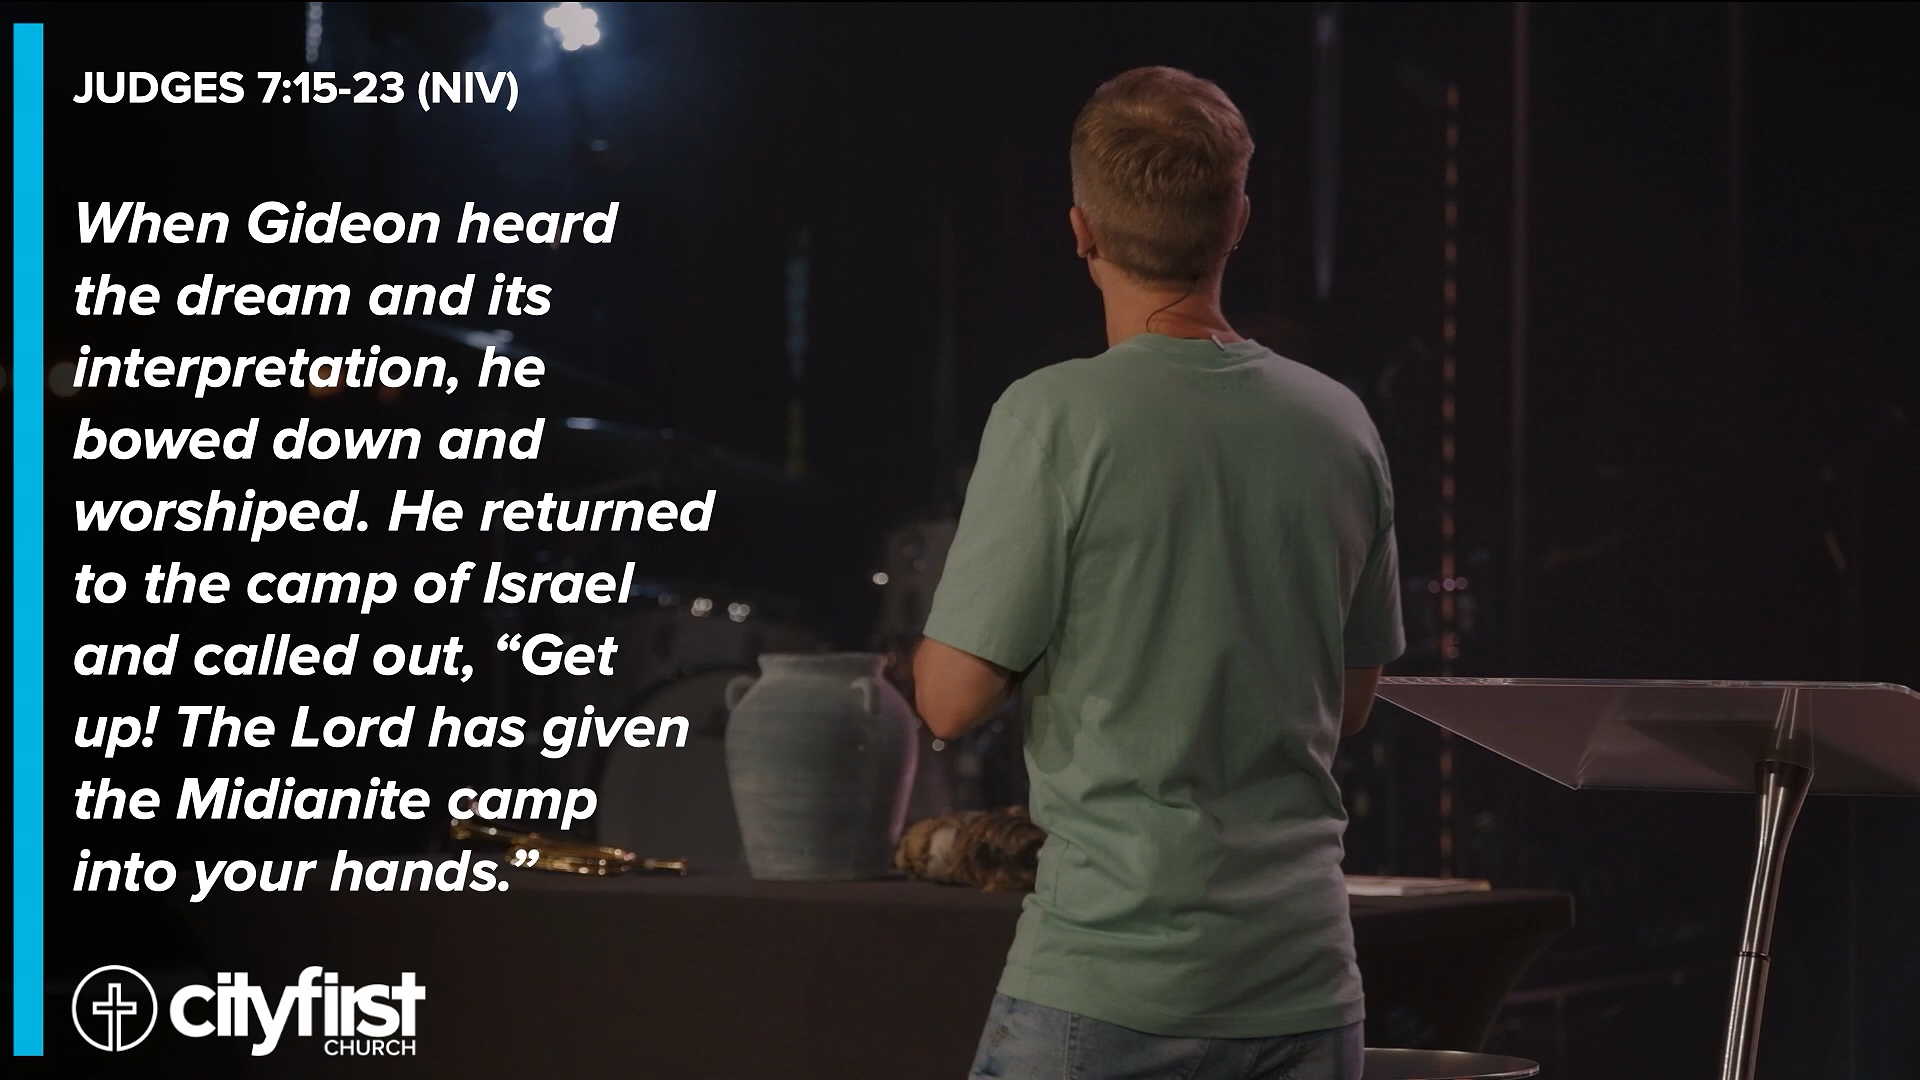 JUDGES 7:15-23 (NIV)
When Gideon heard
the dream and its
interpretation, he
bowed down and
worshiped. He returned
to the camp of Israel
and called out, “Get
up! The Lord has given
the Midianite camp
into your hands.”
cityfirst
CHURCH